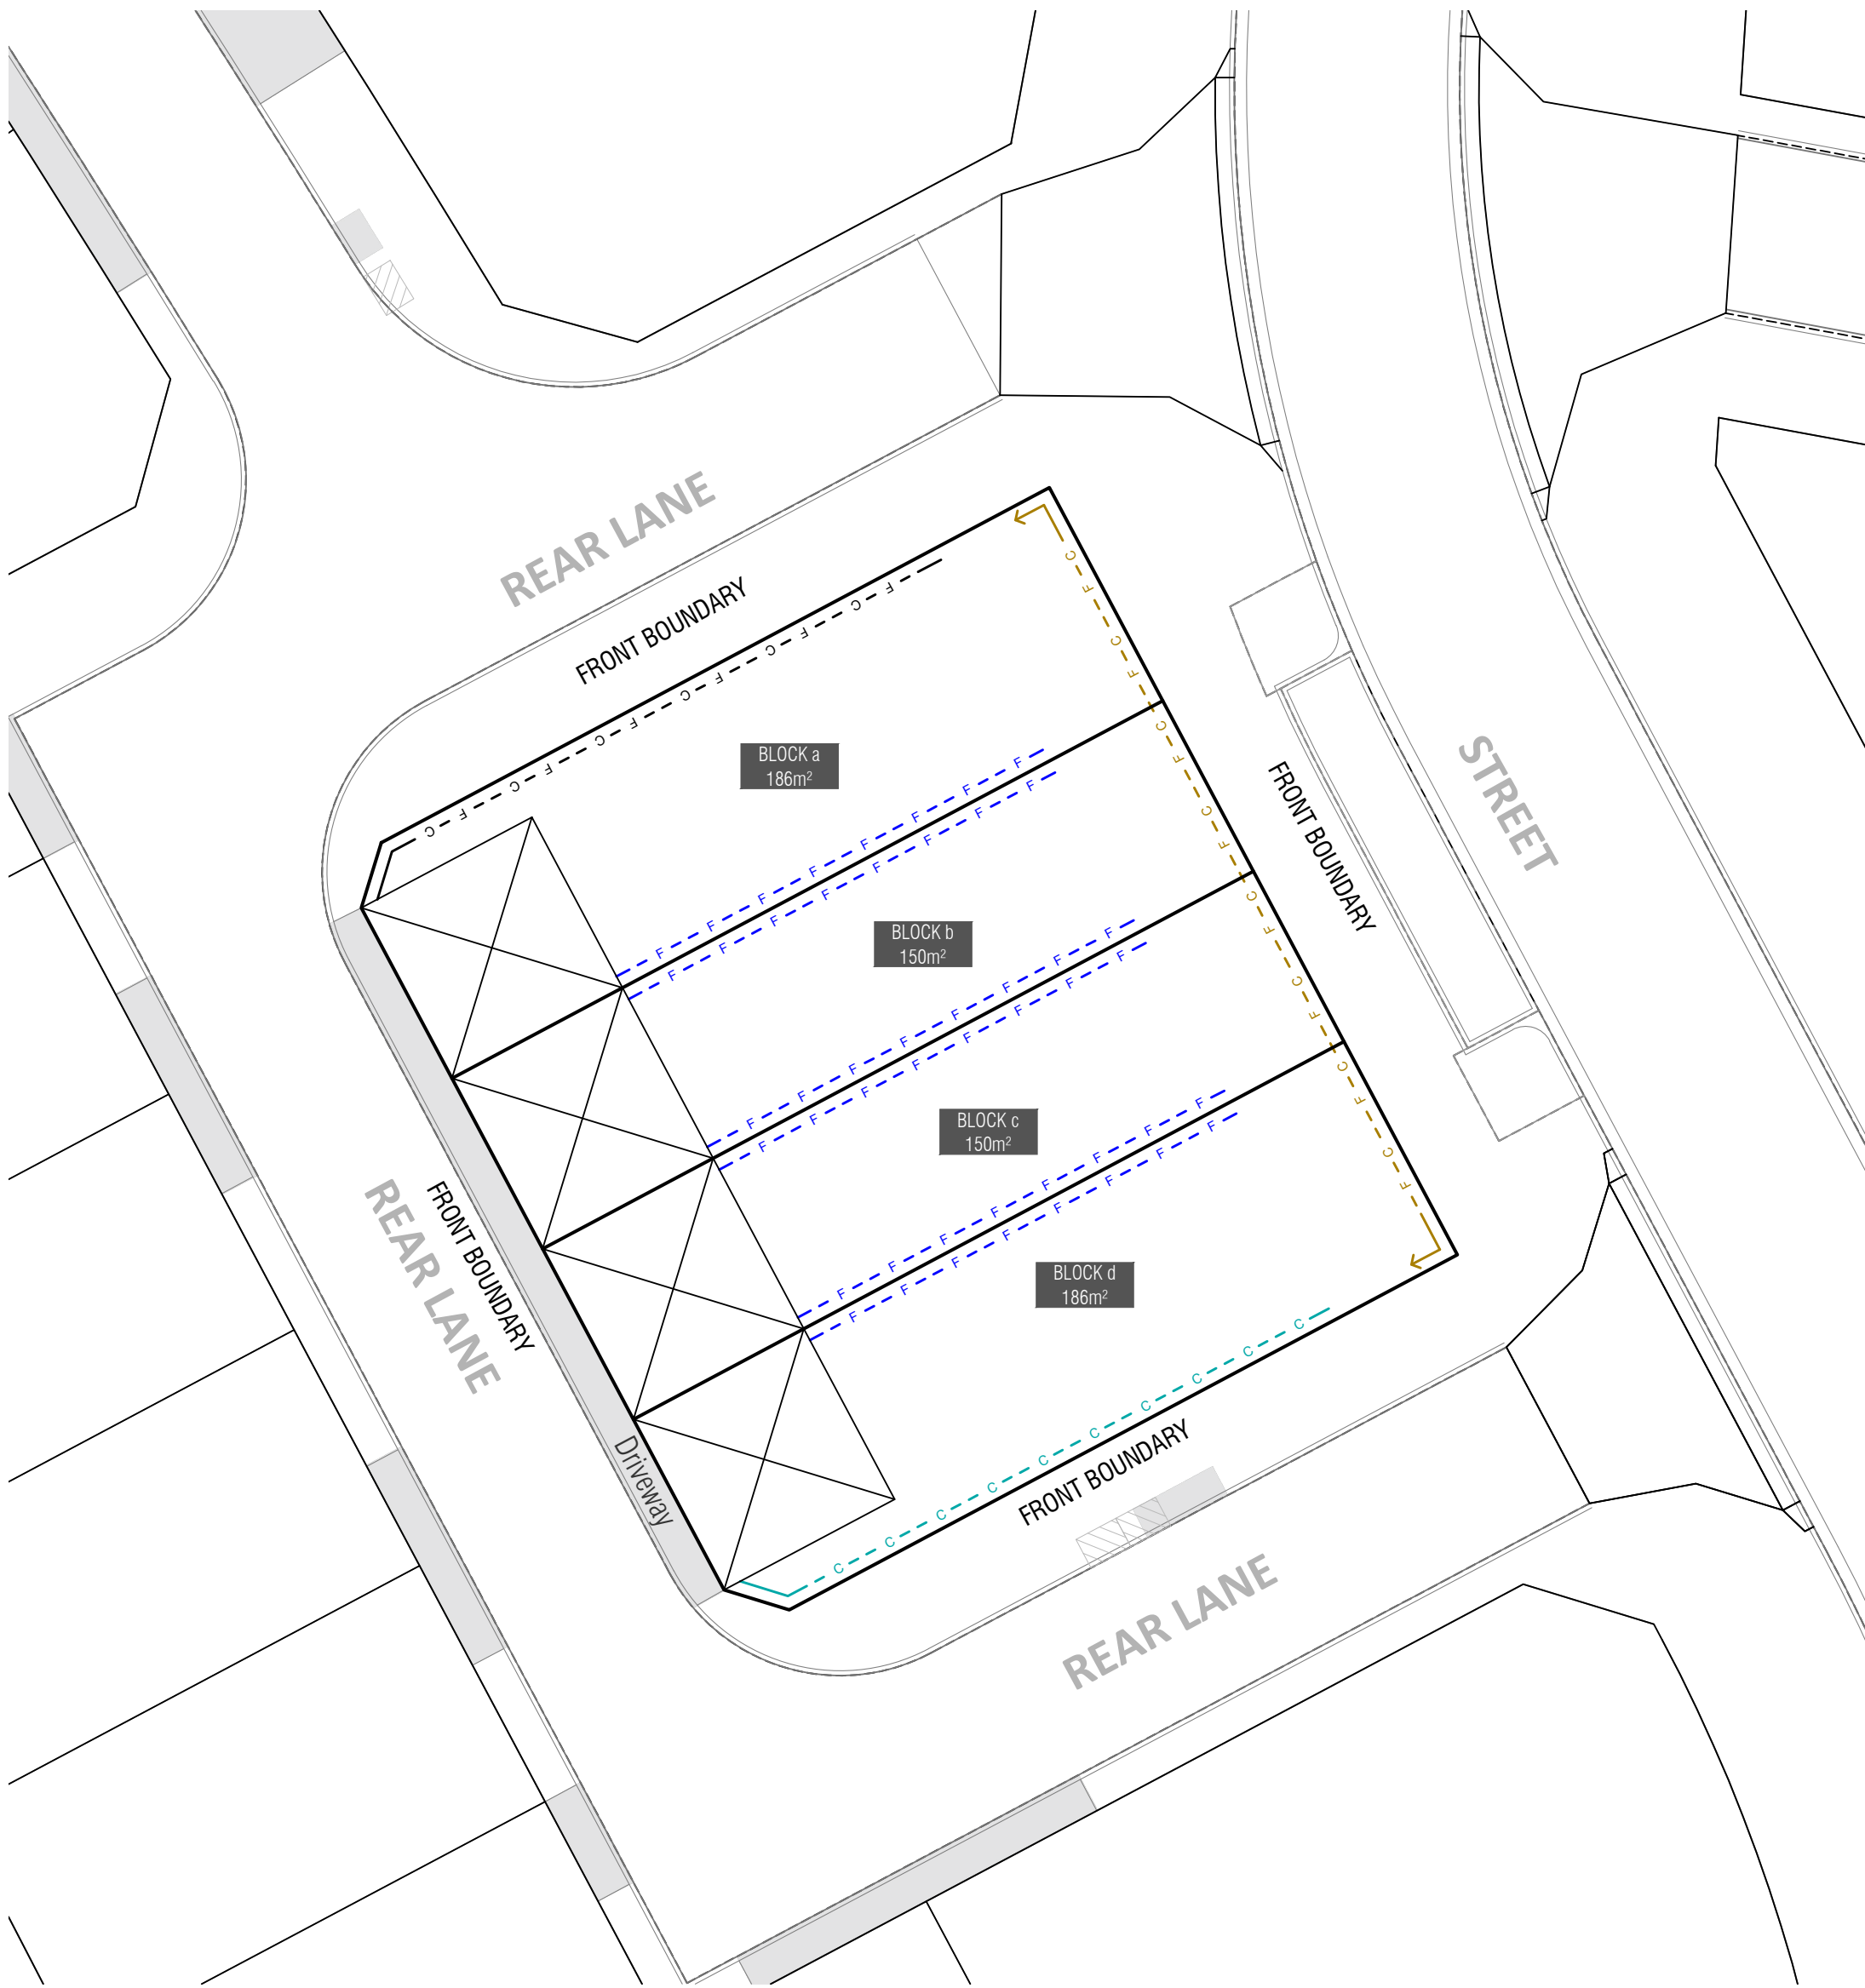 REAR LANE
FRONT BOUNDARY
BLOCK a
186m²
STREET
FRONT BOUNDARY
BLOCK b
150m²
BLOCK c
150m²
REAR LANE
FRONT BOUNDARY
BLOCK d
186m²
Driveway
FRONT BOUNDARY
REAR LANE